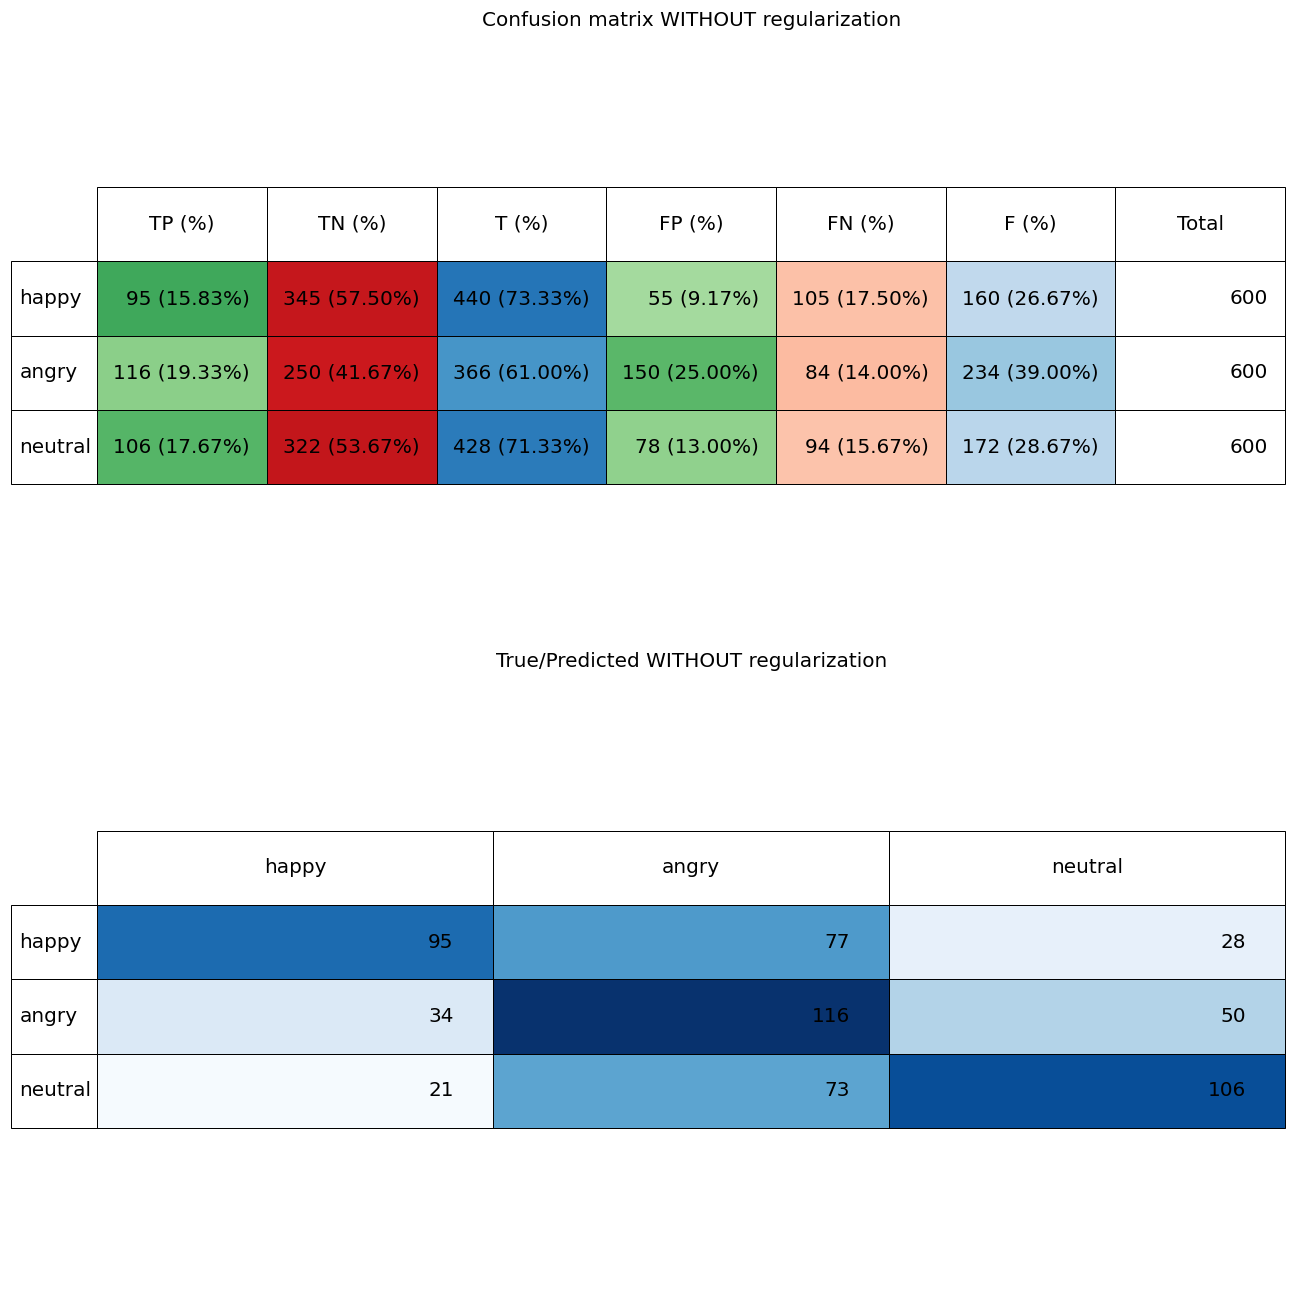 Confusion matrix WITHOUT regularization
TP (%) TN (%) T (%) FP (%) FN (%) F (%) Total
happy 95 (15.83%) 345 (57.50%) 440 (73.33%) 55 (9.17%) 105 (17.50%) 160 (26.67%) 600
angry 116 (19.33%) 250 (41.67%) 366 (61.00%) 150 (25.00%) 84 (14.00%) 234 (39.00%) 600
neutral 106 (17.67%) 322 (53.67%) 428 (71.33%) 78 (13.00%) 94 (15.67%) 172 (28.67%) 600
True/Predicted WITHOUT regularization
happy angry neutral
happy 95 77 28
angry 34 116 50
neutral 21 73 106